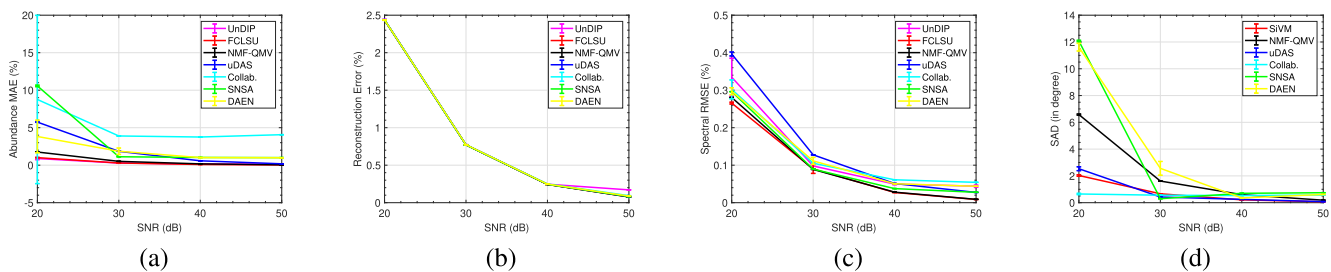 Abundance MAE (%)
20
15
10
5
0
-5
20
30
40
50
SNR (dB)
UnDIP
FCLSU
NMF-QMV
uDAS
Collab.
SNSA
DAEN
(a)
Reconstruction Error (%)
2.5
2
1.5
1
0.5
0
20
30
40
50
SNR (dB)
UnDIP
FCLSU
NMF-QMV
uDAS
Collab.
SNSA
DAEN
(b)
Spectral RMSE (%)
0.5
0.4
0.3
0.2
0.1
0
20
30
40
50
SNR (dB)
UnDIP
FCLSU
NMF-QMV
uDAS
Collab.
SNSA
DAEN
(c)
SAD (in degree)
14
12
10
8
6
4
2
0
20
30
40
50
SNR (dB)
SiVM
NMF-QMV
uDAS
Collab.
SNSA
DAEN
(d)